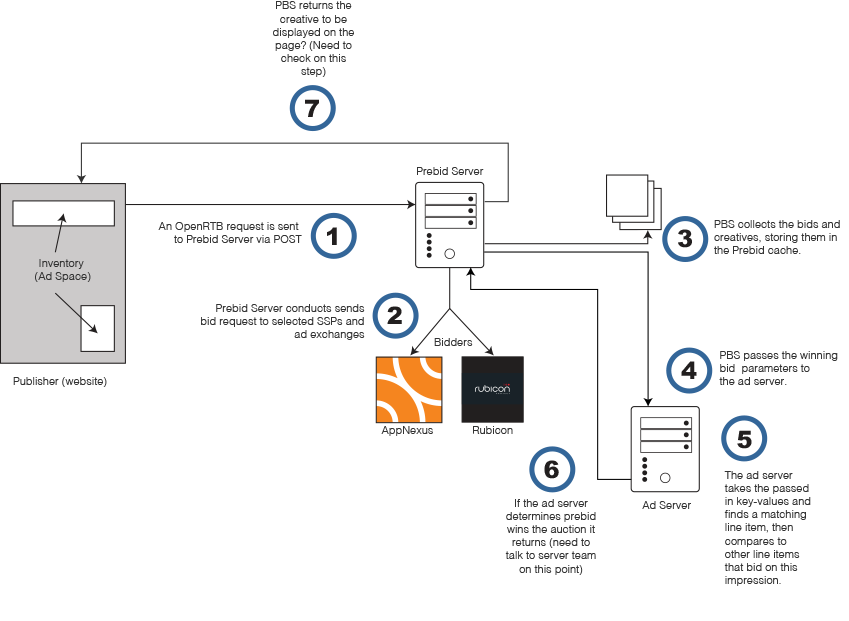 PBS returns the
creative to be
displayed on the
page? (Need to
check on this
step)
7
Prebid Server
An OpenRTB request is sent
to Prebid Server via POST
1
Inventory
(Ad Space)
Publisher (website)
Prebid Server conducts sends
bid request to selected SSPs and
ad exchanges
2
Bidders
rubicon
AppNexus
Rubicon
3
PBS collects the bids and
creatives, storing them in
the Prebid cache.
4
PBS passes the winning
bid parameters to
the ad server.
Ad Server
5
The ad server
takes the passed
in key-values and
finds a matching
line item, then
compares to
other line items
that bid on this
impression.
6
If the ad server
determines prebid
wins the auction it
returns (need to
talk to server team
on this point)